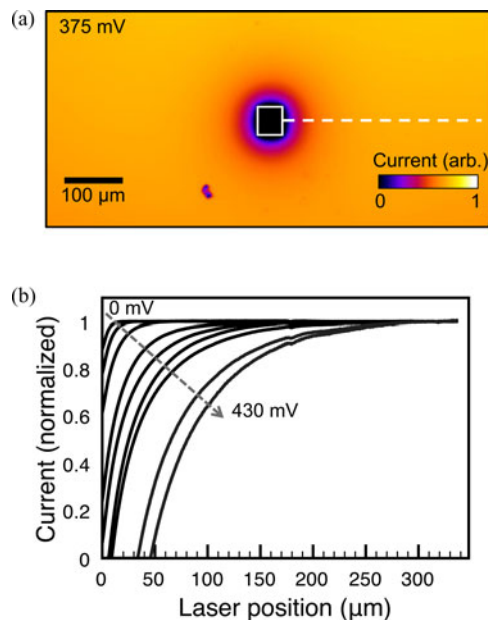 (a)
375 mV
100 µm
Current (arb.)
0 1
(b)
0 mV
430 mV
Current (normalized)
1
0.8
0.6
0.4
0.2
0
0 50 100 150 200 250 300
Laser position (µm)